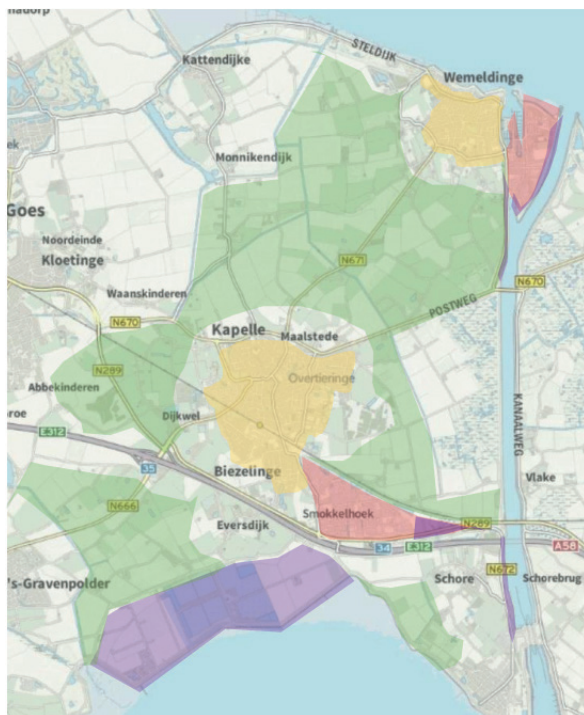 STELDIJK
Kattendijke
Wemeldinge
Monnikendijk
Goes
Noordeinde
Kloetinge
N671
N670
Waanskinderen
POSTWEG
N670
Kapelle
Maalstede
N289
Overtieringe
Abbekinderen
Dijkwel
KANAALWEG
E312
35
Biezelinge
Vlake
N666
Smokkelhoek
N289
Eversdijk
34
E312
A58
's-Gravenpolder
Schore
N672
Schorebrug